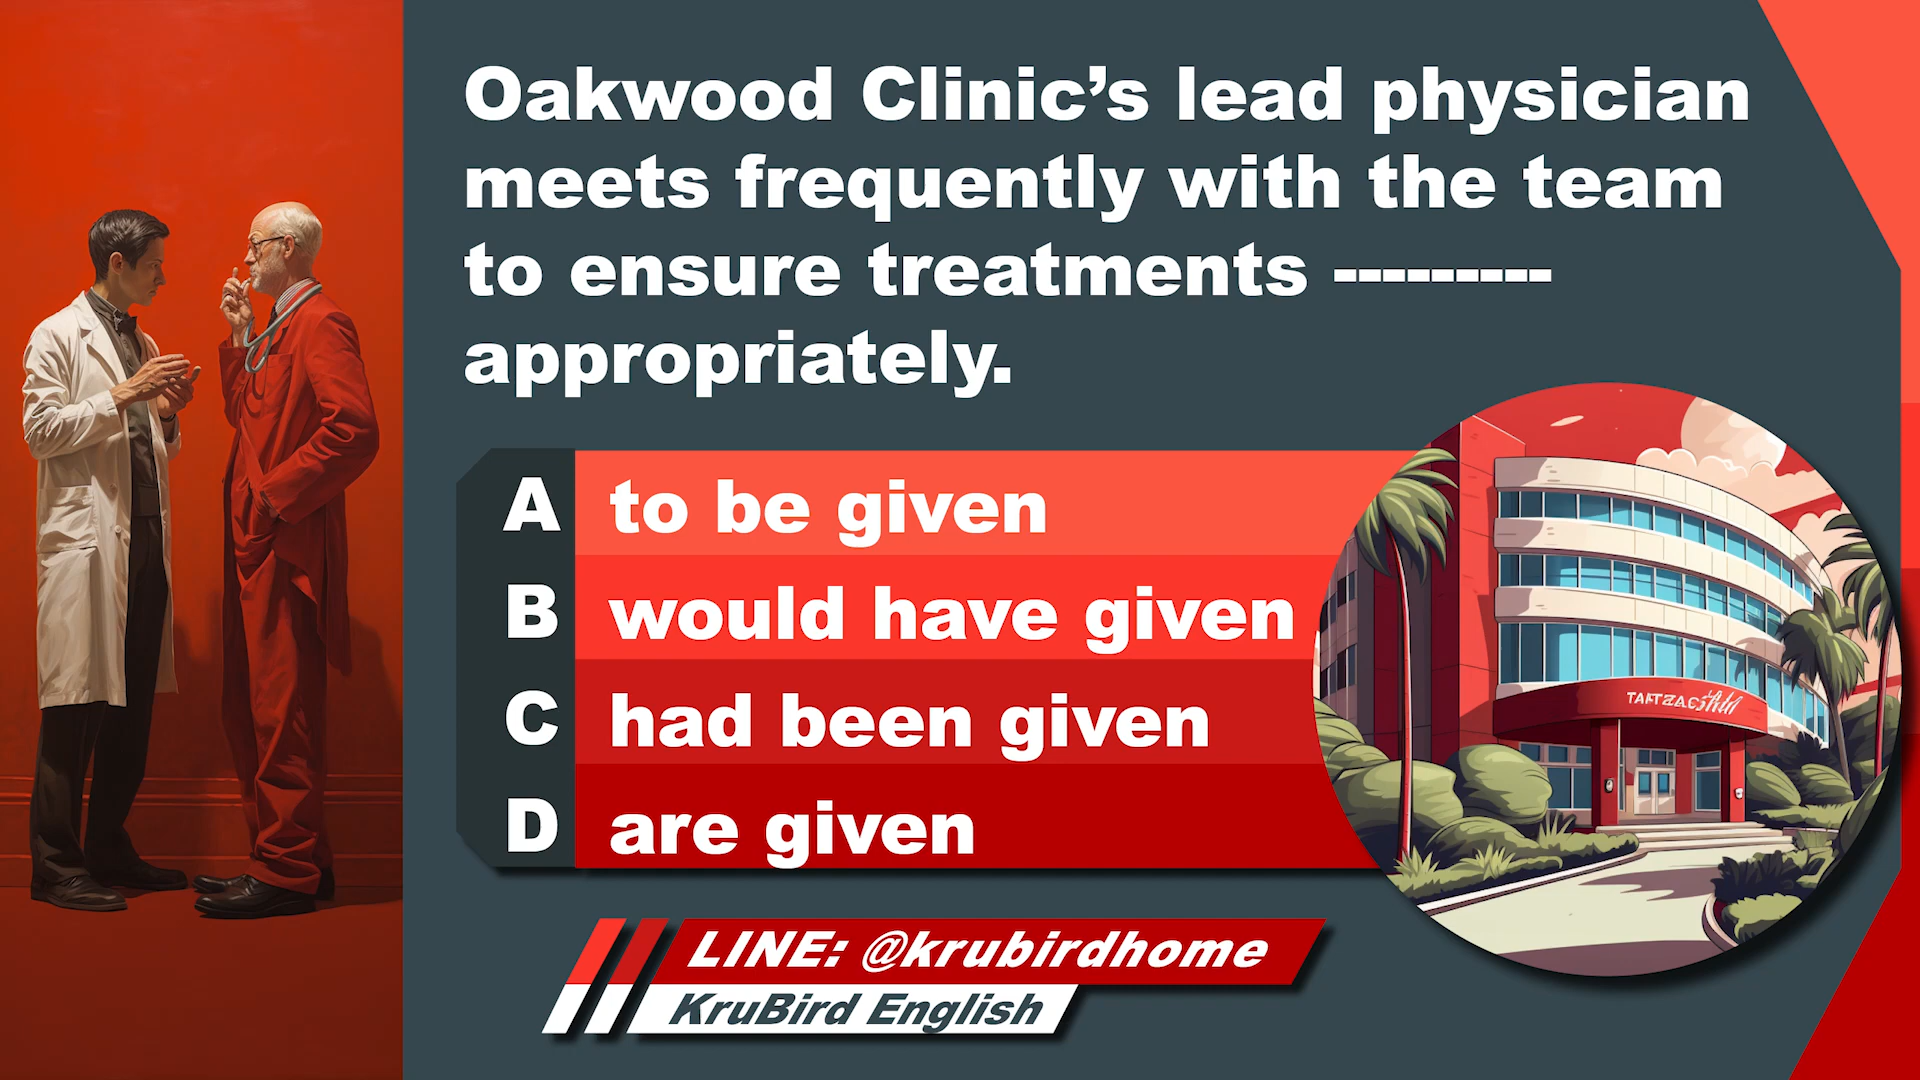 Oakwood Clinic’s lead physician
meets frequently with the team
to ensure treatments ---------
appropriately.
A to be given
B would have given
C had been given
D are given
LINE: @krubirdhome
KruBird English